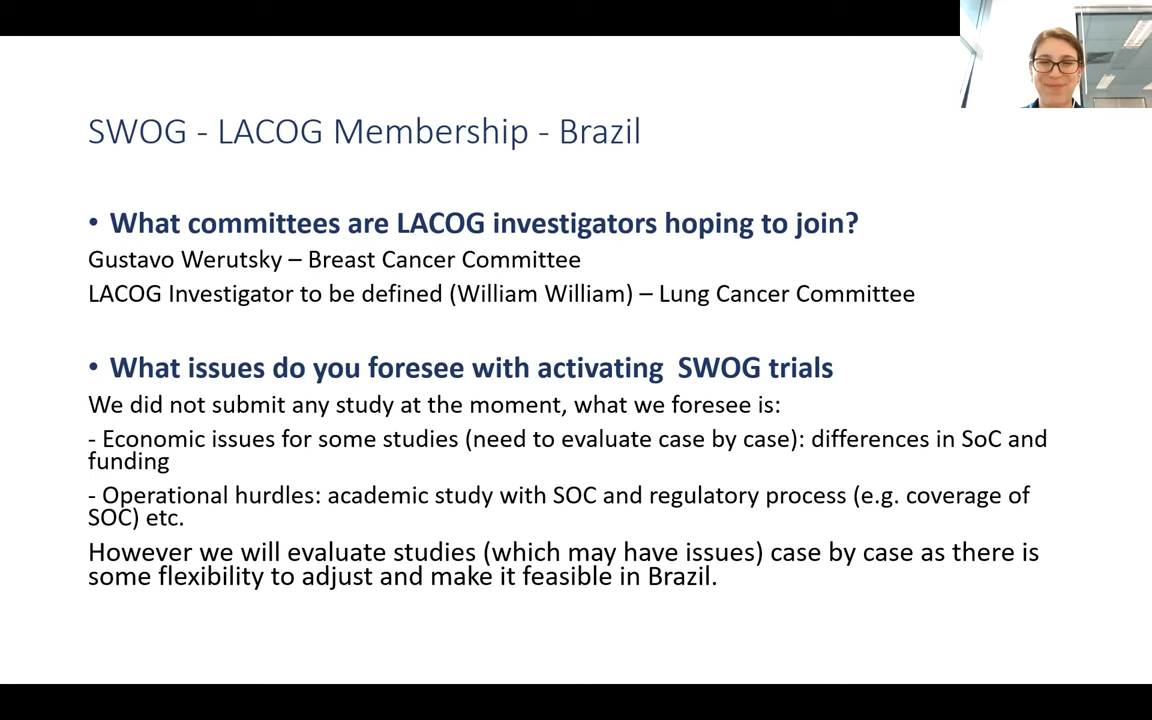 SWOG - LACOG Membership - Brazil
• What committees are LACOG investigators hoping to join?
Gustavo Werutsky – Breast Cancer Committee
LACOG Investigator to be defined (William William) – Lung Cancer Committee
• What issues do you foresee with activating  SWOG trials
We did not submit any study at the moment, what we foresee is:
- Economic issues for some studies (need to evaluate case by case): differences in SoC and
funding
- Operational hurdles: academic study with SOC and regulatory process (e.g. coverage of
SOC) etc.
However we will evaluate studies (which may have issues) case by case as there is
some flexibility to adjust and make it feasible in Brazil.